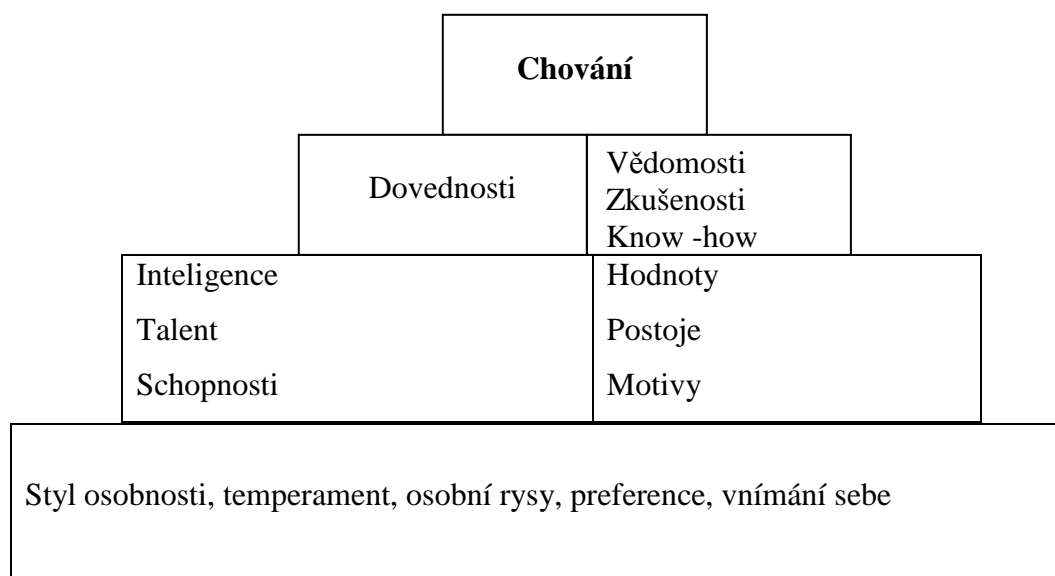 Chování
Dovednosti
Vědomosti
Zkušenosti
Know -how
Inteligence
Talent
Schopnosti
Hodnoty
Postoje
Motivy
Styl osobnosti, temperament, osobní rysy, preference, vnímání sebe